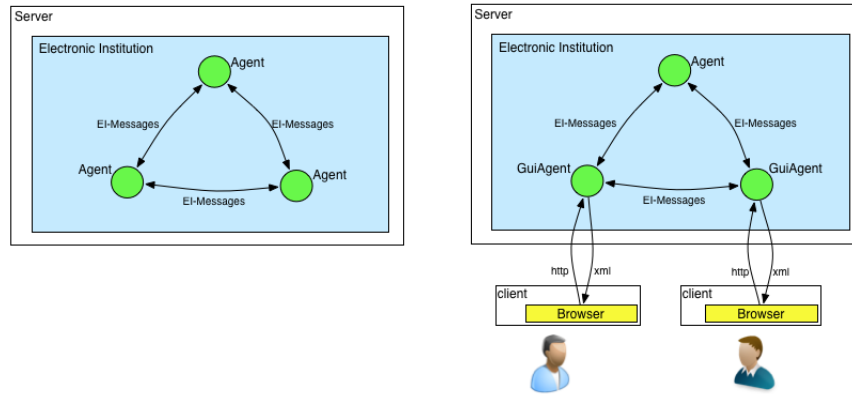 Server
Electronic Institution
Agent
EI-Messages
EI-Messages
Agent
Agent
EI-Messages
Server
Electronic Institution
Agent
EI-Messages
EI-Messages
GuiAgent
GuiAgent
EI-Messages
http
xml
http
xml
client
Browser
client
Browser